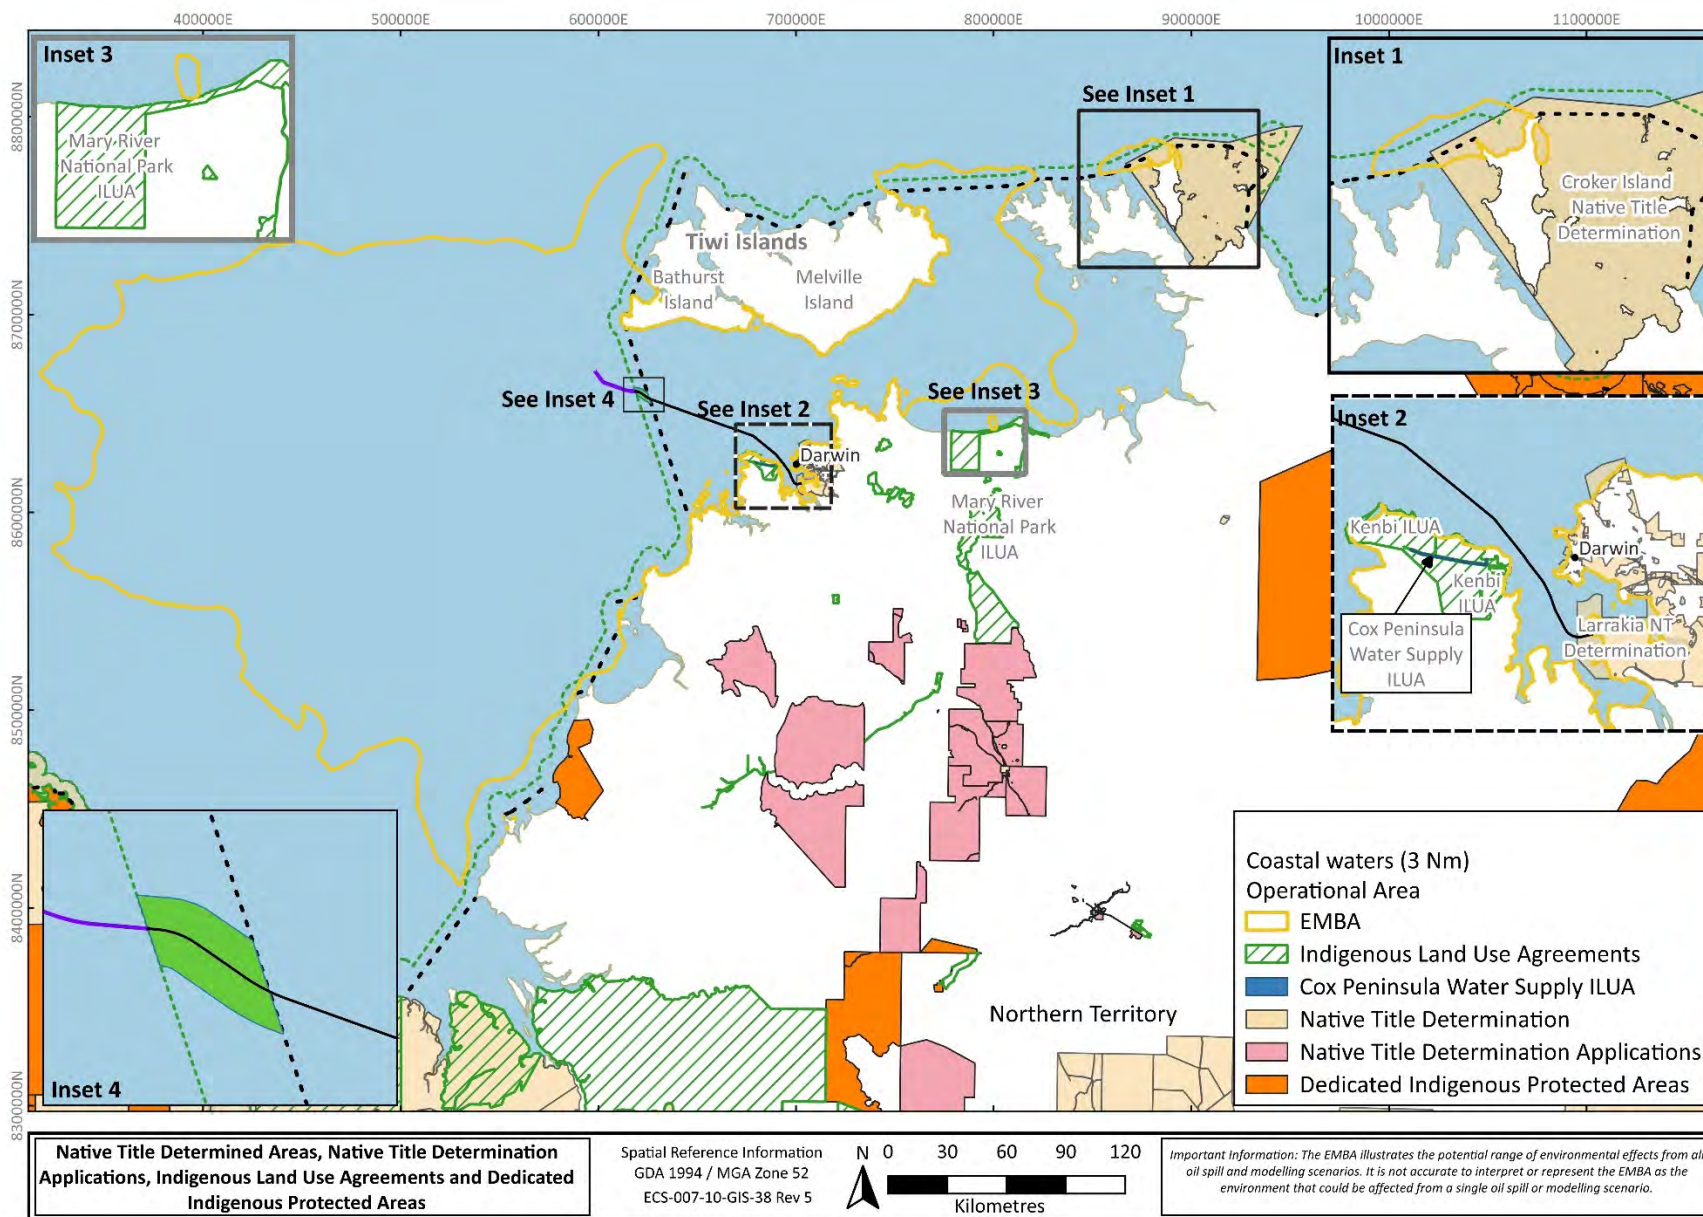 400000E 500000E 600000E 700000E 800000E 900000E 1000000E 1100000E
8800000N
8700000N
8600000N
8500000N
8400000N
8300000N
Inset 3
Mary River
National Park
ILUA
See Inset 1
Inset 1
Croker Island
Native Title
Determination
Tiwi Islands
Bathurst
Island
Melville
Island
See Inset 4
See Inset 2
See Inset 3
Darwin
Mary River
National Park
ILUA
Inset 2
Kenbi ILUA
Darwin
Kenbi
ILUA
Cox Peninsula
Water Supply
ILUA
Larrakia NT
Determination
Inset 4
Northern Territory
Coastal waters (3 Nm)
Operational Area
EMBA
Indigenous Land Use Agreements
Cox Peninsula Water Supply ILUA
Native Title Determination
Native Title Determination Applications
Dedicated Indigenous Protected Areas
Native Title Determined Areas, Native Title Determination
Applications, Indigenous Land Use Agreements and Dedicated
Indigenous Protected Areas
Spatial Reference Information
GDA 1994 / MGA Zone 52
ECS-007-10-GIS-38 Rev 5
N
0 30 60 90 120
Kilometres
Important Information: The EMBA illustrates the potential range of environmental effects from all
oil spill and modelling scenarios. It is not accurate to interpret or represent the EMBA as the
environment that could be affected from a single oil spill or modelling scenario.